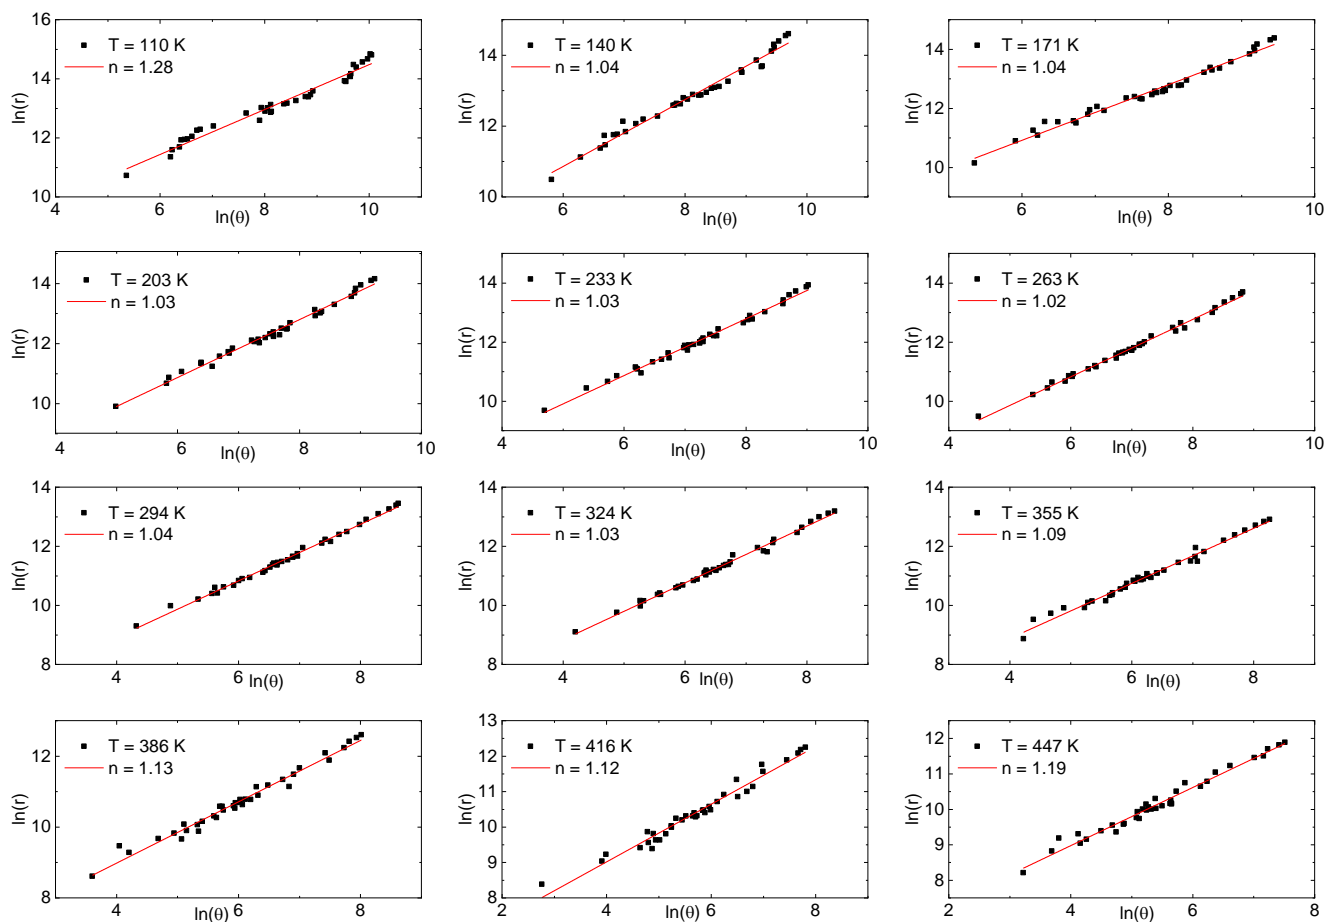 16
14
12
10
ln(r)
T = 110 K
n = 1.28
4
6
8
10
ln(θ)
14
12
10
ln(r)
T = 140 K
n = 1.04
6
8
10
ln(θ)
16
14
12
10
ln(r)
T = 171 K
n = 1.04
6
8
10
ln(θ)
14
12
10
ln(r)
T = 203 K
n = 1.03
4
6
8
10
ln(θ)
14
12
10
ln(r)
T = 233 K
n = 1.03
4
6
8
10
ln(θ)
14
12
10
ln(r)
T = 263 K
n = 1.02
4
6
8
10
ln(θ)
14
12
10
8
ln(r)
T = 294 K
n = 1.04
4
6
8
ln(θ)
14
12
10
8
ln(r)
T = 324 K
n = 1.03
4
6
8
ln(θ)
14
12
10
8
ln(r)
T = 355 K
n = 1.09
4
6
8
ln(θ)
12
10
8
ln(r)
T = 386 K
n = 1.13
4
6
8
ln(θ)
13
12
11
10
9
8
ln(r)
T = 416 K
n = 1.12
2
4
6
8
ln(θ)
12
11
10
9
8
ln(r)
T = 447 K
n = 1.19
2
3
4
5
6
7
8
ln(θ)